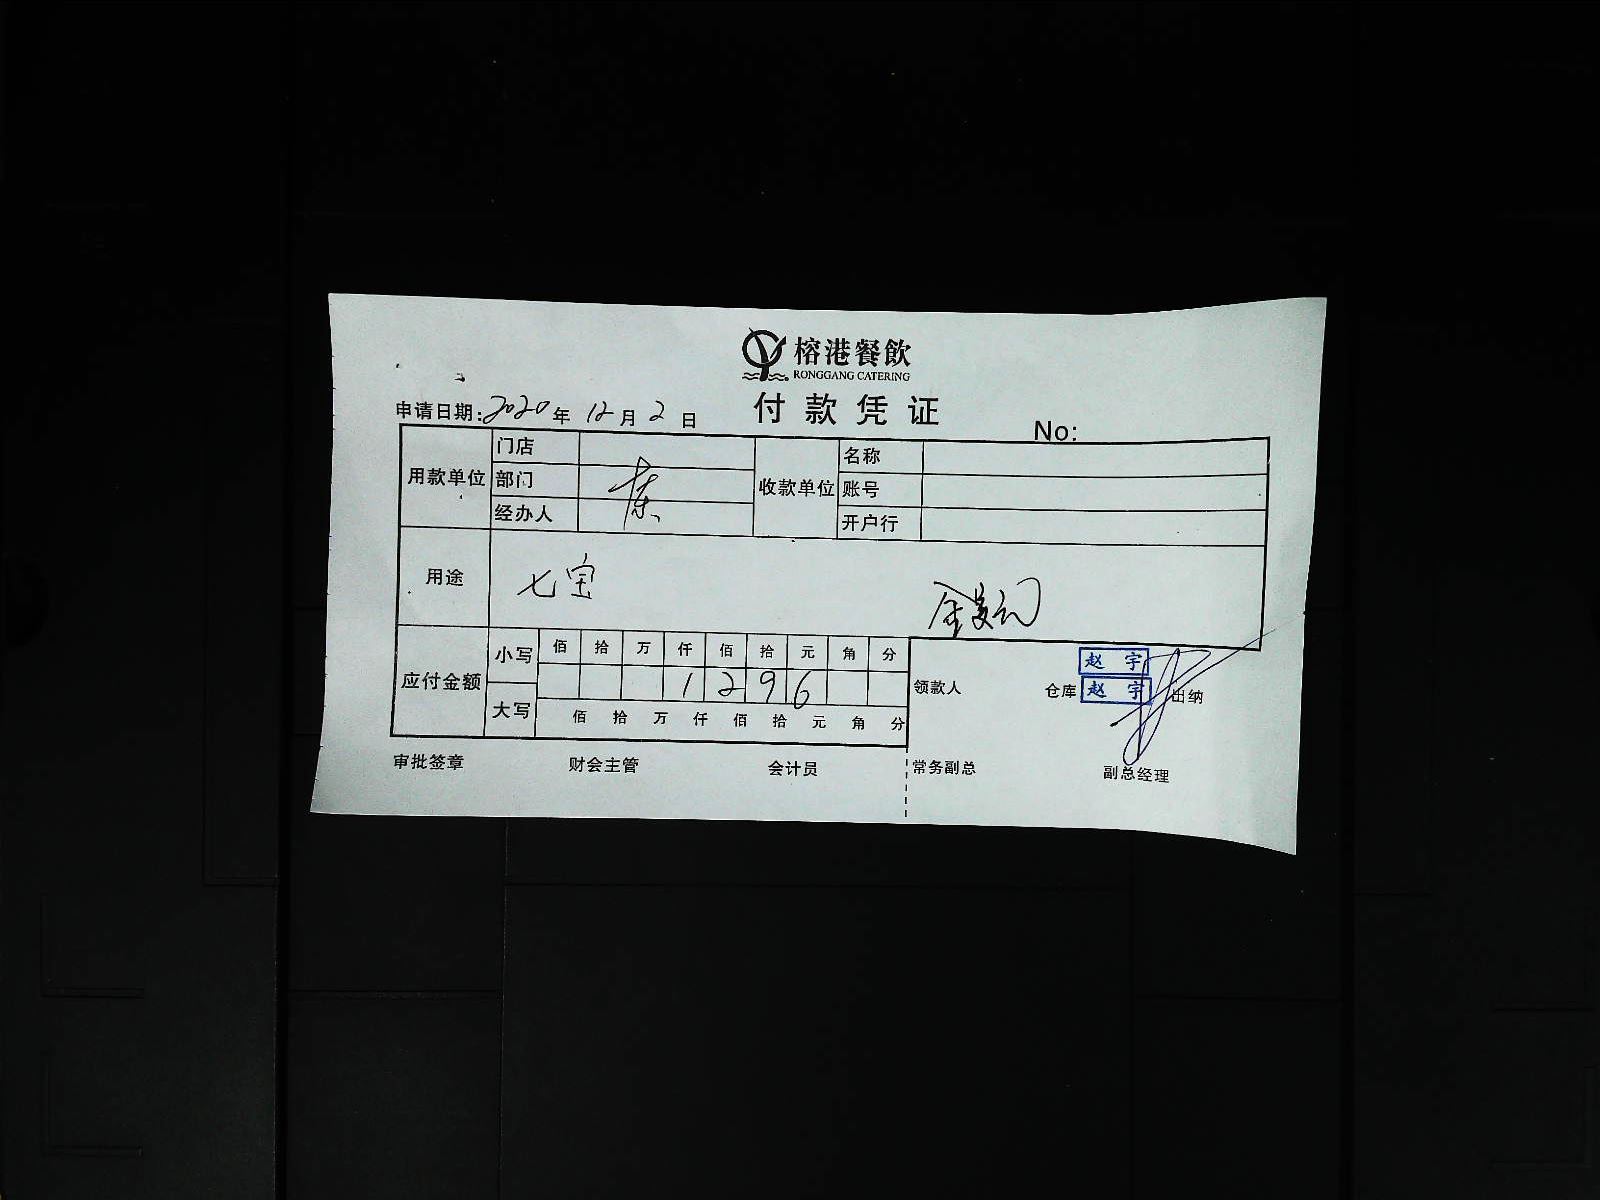 榕港餐飲
RONGGANG CATERING
付款凭证
申请日期:2020年12月2日
No:
用款单位 门店 收款单位 名称
部门 账号
经办人 开户行
用途 七宝
应付金额 小写 佰 拾 万 仟 佰 拾 元 角 分
1 2 9 6
大写 佰 拾 万 仟 佰 拾 元 角 分
赵宇
领款人 仓库 赵宇 出纳
审批签章 财会主管 会计员 常务副总 副总经理